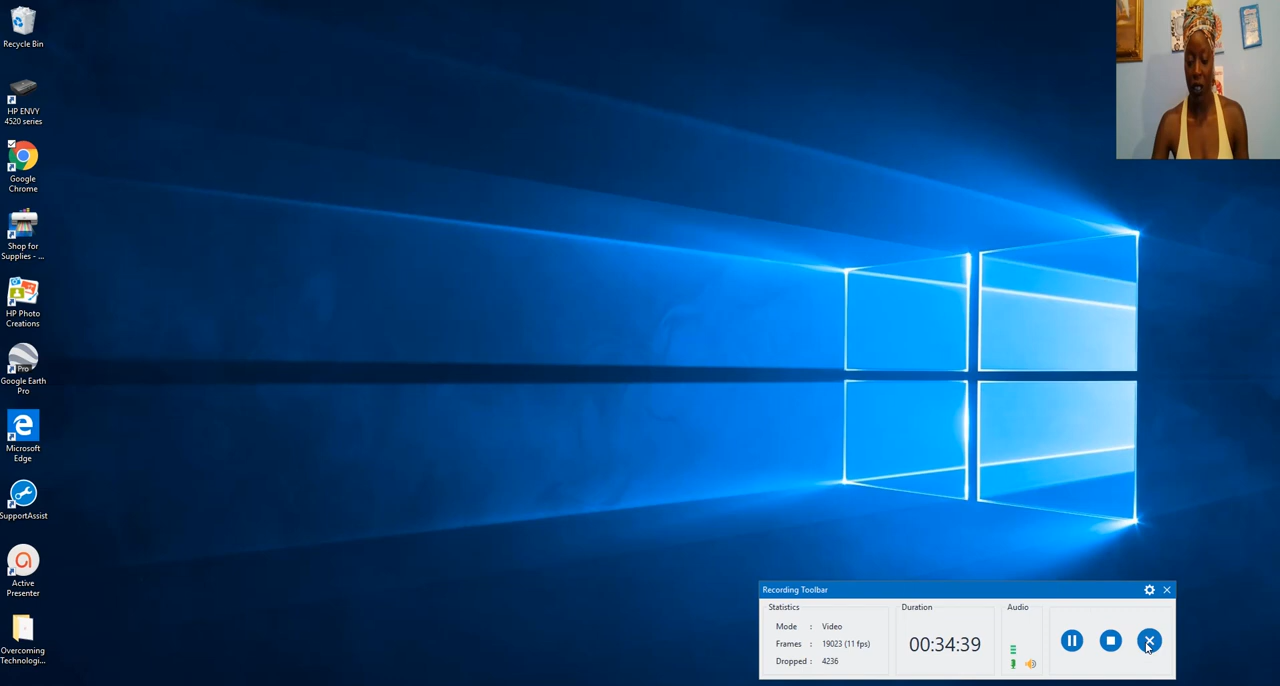 Recycle Bin
HP ENVY
4520 series
Google
Chrome
Shop for
Supplies - ...
HP Photo
Creations
Pro
Google Earth
Pro
Microsoft
Edge
SupportAssist
Active
Presenter
Overcoming
Technologi...
Recording Toolbar
Statistics
Mode : Video
Frames : 19023 (11 fps)
Dropped : 4236
Duration
00:34:39
Audio